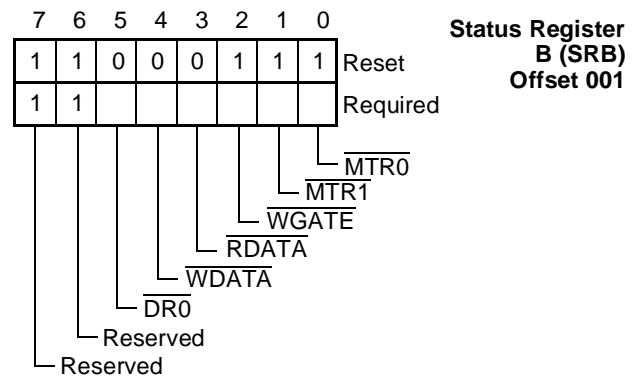 7 6 5 4 3 2 1 0
Status Register
B (SRB)
Offset 001
1 1 0 0 0 1 1 1 Reset
1 1 Required
MTR0
MTR1
WGATE
RDATA
WDATA
DR0
Reserved
Reserved